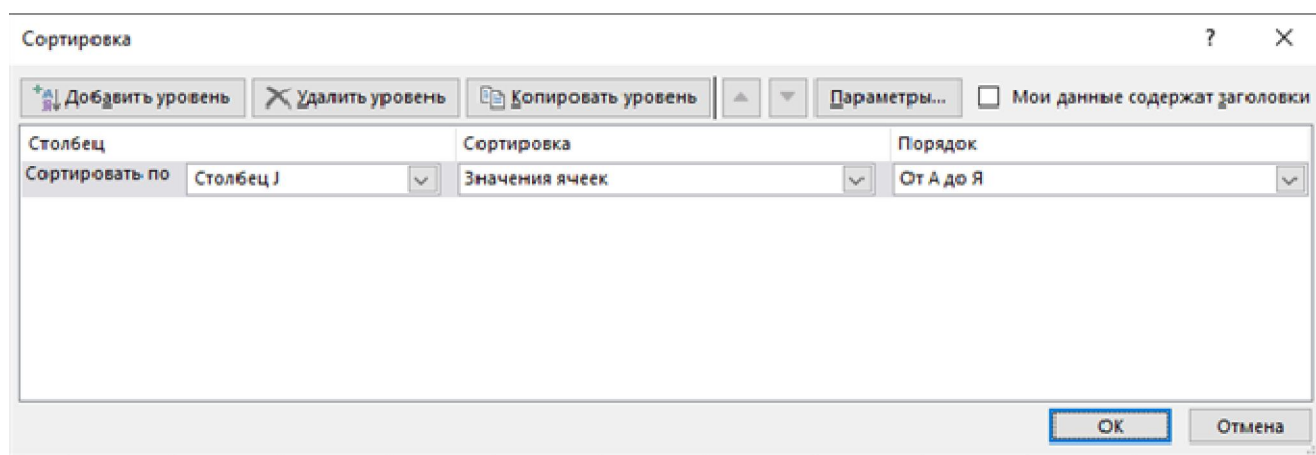 Сортировка ?
Добавить уровень Удалить уровень Копировать уровень Параметры... Мои данные содержат заголовки
Столбец Сортировка Порядок
Сортировать по Столбец J Значения ячеек От А до Я
ОК Отмена